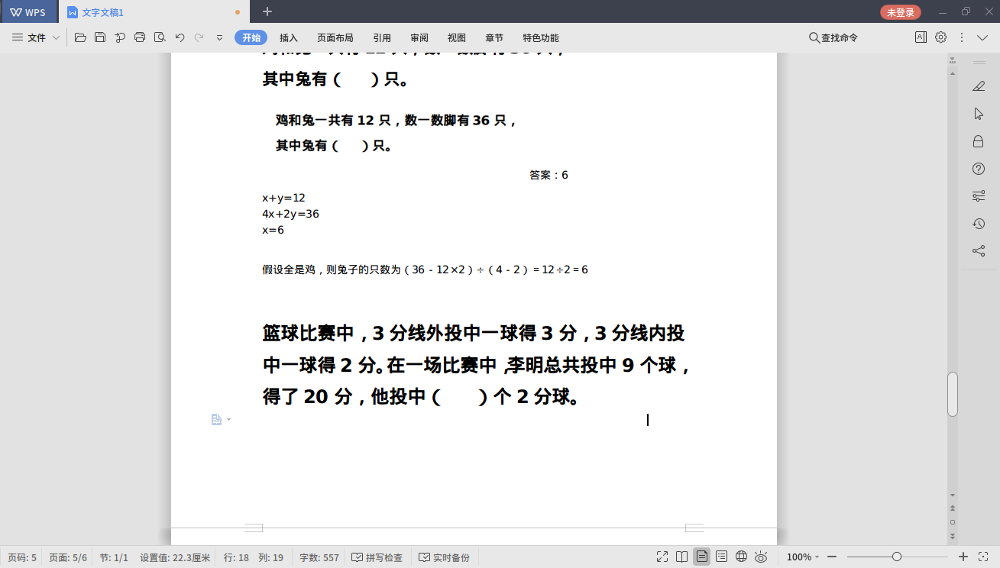 WPS
文字文稿1
未登录
文件
开始
插入
页面布局
引用
审阅
视图
章节
特色功能
查找命令
其中兔有（ ）只。
鸡和兔一共有12 只，数一数脚有36 只，
其中兔有（ ）只。
答案：6
x+y=12
4x+2y=36
x=6
假设全是鸡，则兔子的只数为（36 - 12×2）÷（4 - 2）= 12÷2 = 6
篮球比赛中，3 分线外投中一球得 3 分，3 分线内投
中一球得 2 分。在一场比赛中，李明总共投中 9 个球，
得了 20 分，他投中（ ）个 2 分球。
页码: 5
页面: 5/6
节: 1/1
设置值: 22.3厘米
行: 18
列: 19
字数: 557
拼写检查
实时备份
100%